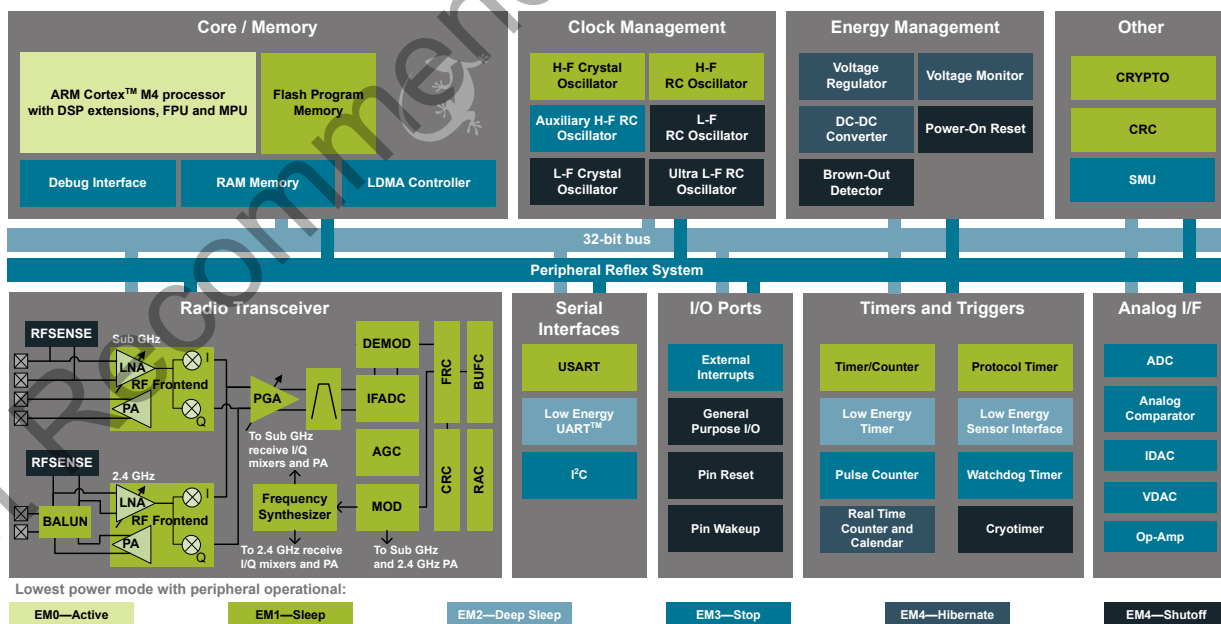 Core / Memory
ARM Cortex™ M4 processor
with DSP extensions, FPU and MPU
Flash Program
Memory
Debug Interface
RAM Memory
LDMA Controller
Clock Management
H-F Crystal
Oscillator
H-F
RC Oscillator
Auxiliary H-F RC
Oscillator
L-F
RC Oscillator
L-F Crystal
Oscillator
Ultra L-F RC
Oscillator
Energy Management
Voltage
Regulator
Voltage Monitor
DC-DC
Converter
Power-On Reset
Brown-Out
Detector
Other
CRYPTO
CRC
SMU
32-bit bus
Peripheral Reflex System
Radio Transceiver
RFSENSE
Sub GHz
LNA
RF Frontend
PA
I
Q
PGA
DEMOD
IFADC
AGC
MOD
FRC
BUFC
CRC
RAC
To Sub GHz
receive I/Q
mixers and PA
Frequency
Synthesizer
To 2.4 GHz receive
I/Q mixers and PA
To Sub GHz
and 2.4 GHz PA
RFSENSE
2.4 GHz
LNA
RF Frontend
BALUN
PA
I
Q
Serial
Interfaces
USART
Low Energy
UART™
I²C
I/O Ports
External
Interrupts
General
Purpose I/O
Pin Reset
Pin Wakeup
Timers and Triggers
Timer/Counter
Protocol Timer
Low Energy
Timer
Low Energy
Sensor Interface
Pulse Counter
Watchdog Timer
Real Time
Counter and
Calendar
Cryotimer
Analog I/F
ADC
Analog
Comparator
IDAC
VDAC
Op-Amp
Lowest power mode with peripheral operational:
EM0—Active
EM1—Sleep
EM2—Deep Sleep
EM3—Stop
EM4—Hibernate
EM4—Shutoff